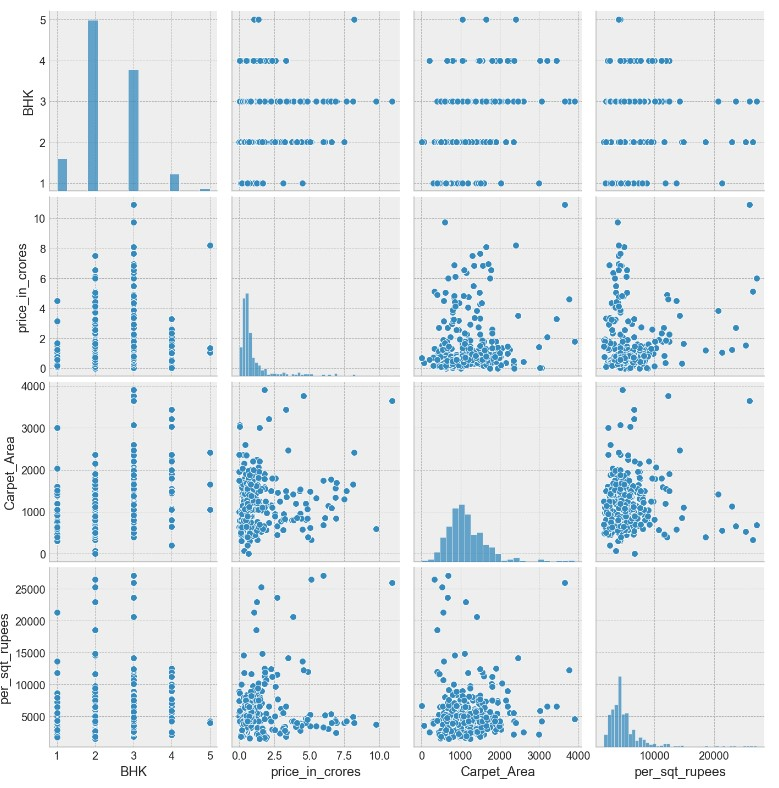 5
4
3
2
1
BHK
10
8
6
4
2
0
price_in_crores
4000
3000
2000
1000
0
Carpet_Area
25000
20000
15000
10000
5000
per_sqt_rupees
1 2 3 4 5
0.0 2.5 5.0 7.5 10.0
0 1000 2000 3000 4000
10000 20000
BHK price_in_crores Carpet_Area per_sqt_rupees